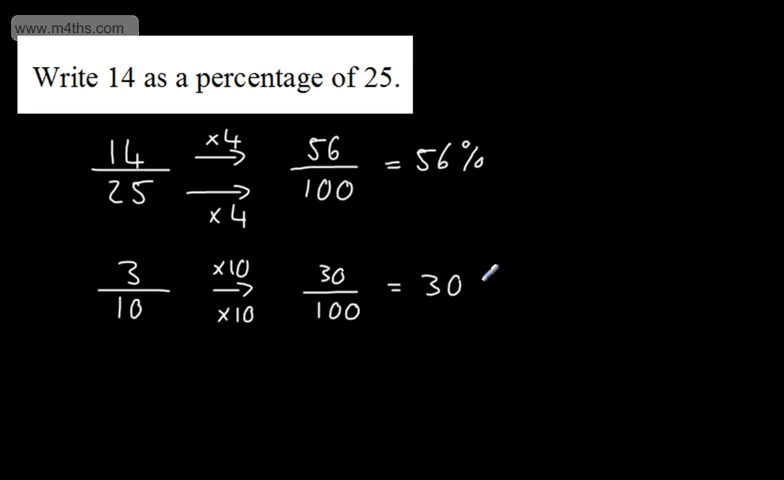 www.m4ths.com
Write 14 as a percentage of 25.
14/25 ×4 → → ×4 56/100 = 56%
3/10 ×10 → ×10 30/100 = 30